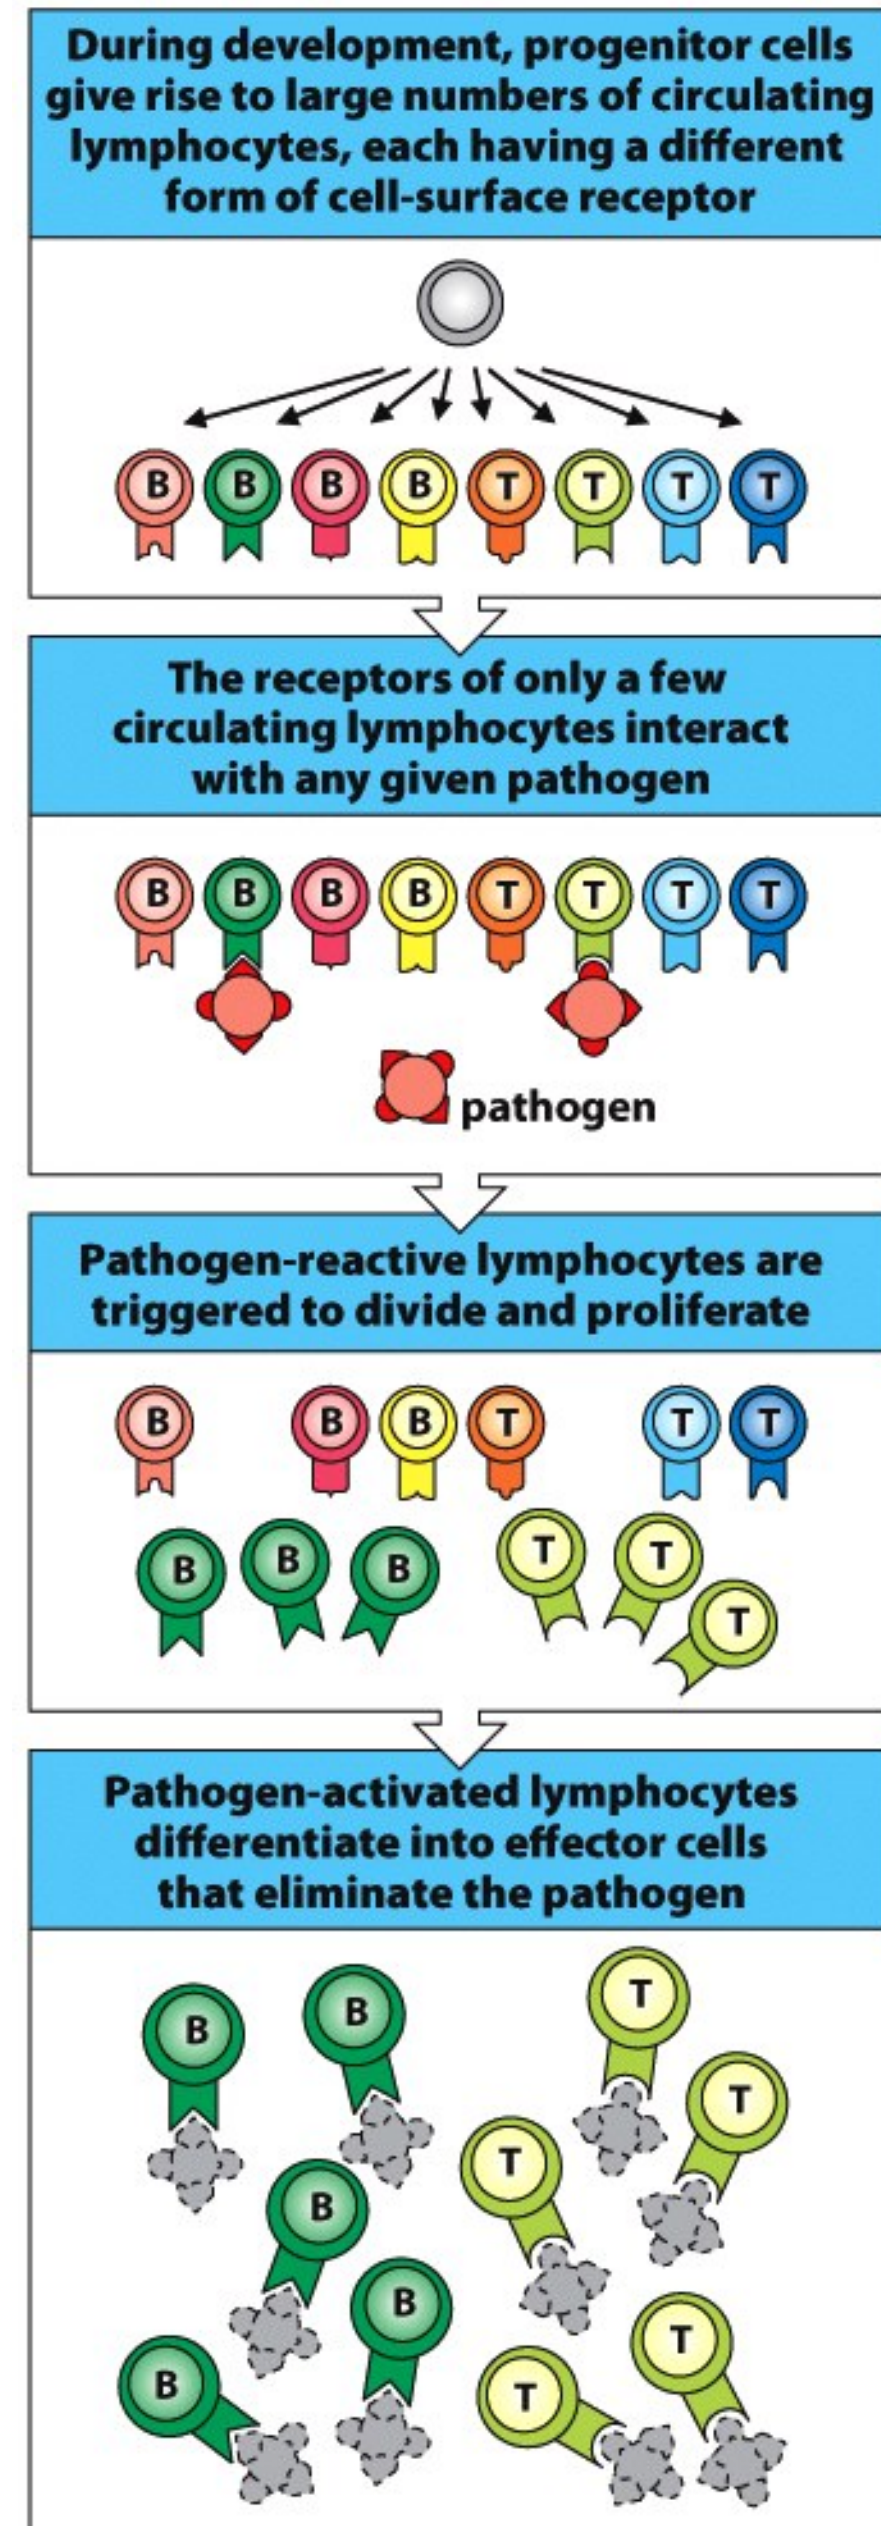 During development, progenitor cells
give rise to large numbers of circulating
lymphocytes, each having a different
form of cell-surface receptor
B B B B T T T T
The receptors of only a few
circulating lymphocytes interact
with any given pathogen
B B B B T T T T
pathogen
Pathogen-reactive lymphocytes are
triggered to divide and proliferate
B B B T T T
B B B T T
T
Pathogen-activated lymphocytes
differentiate into effector cells
that eliminate the pathogen
B B T
T
T
B
B T
B T